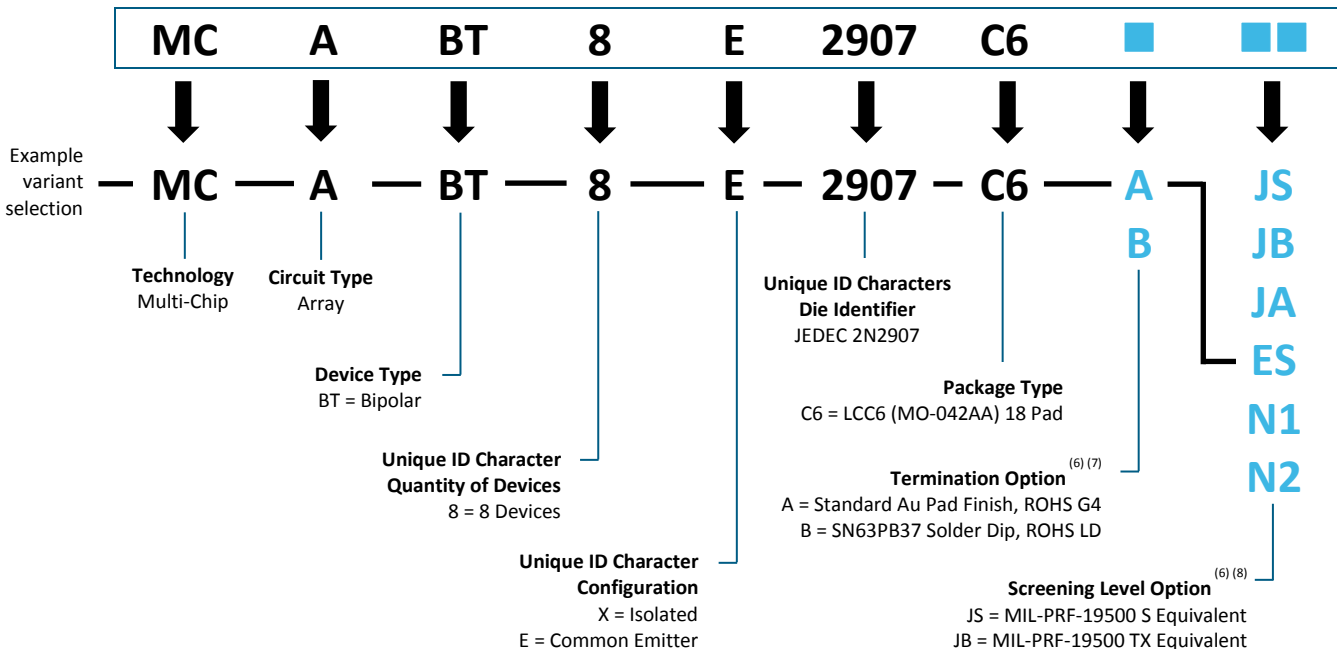 MC A BT 8 E 2907 C6
Example
variant
selection
MC A BT 8 E 2907 C6 A JS
B JB
JA
ES
N1
N2
Technology
Multi-Chip
Circuit Type
Array
Unique ID Characters
Die Identifier
JEDEC 2N2907
Device Type
BT = Bipolar
Package Type
C6 = LCC6 (MO-042AA) 18 Pad
Unique ID Character
Quantity of Devices
8 = 8 Devices
Termination Option (6) (7)
A = Standard Au Pad Finish, ROHS G4
B = SN63PB37 Solder Dip, ROHS LD
Unique ID Character
Configuration
X = Isolated
E = Common Emitter
Screening Level Option (6) (8)
JS = MIL-PRF-19500 S Equivalent
JB = MIL-PRF-19500 TX Equivalent